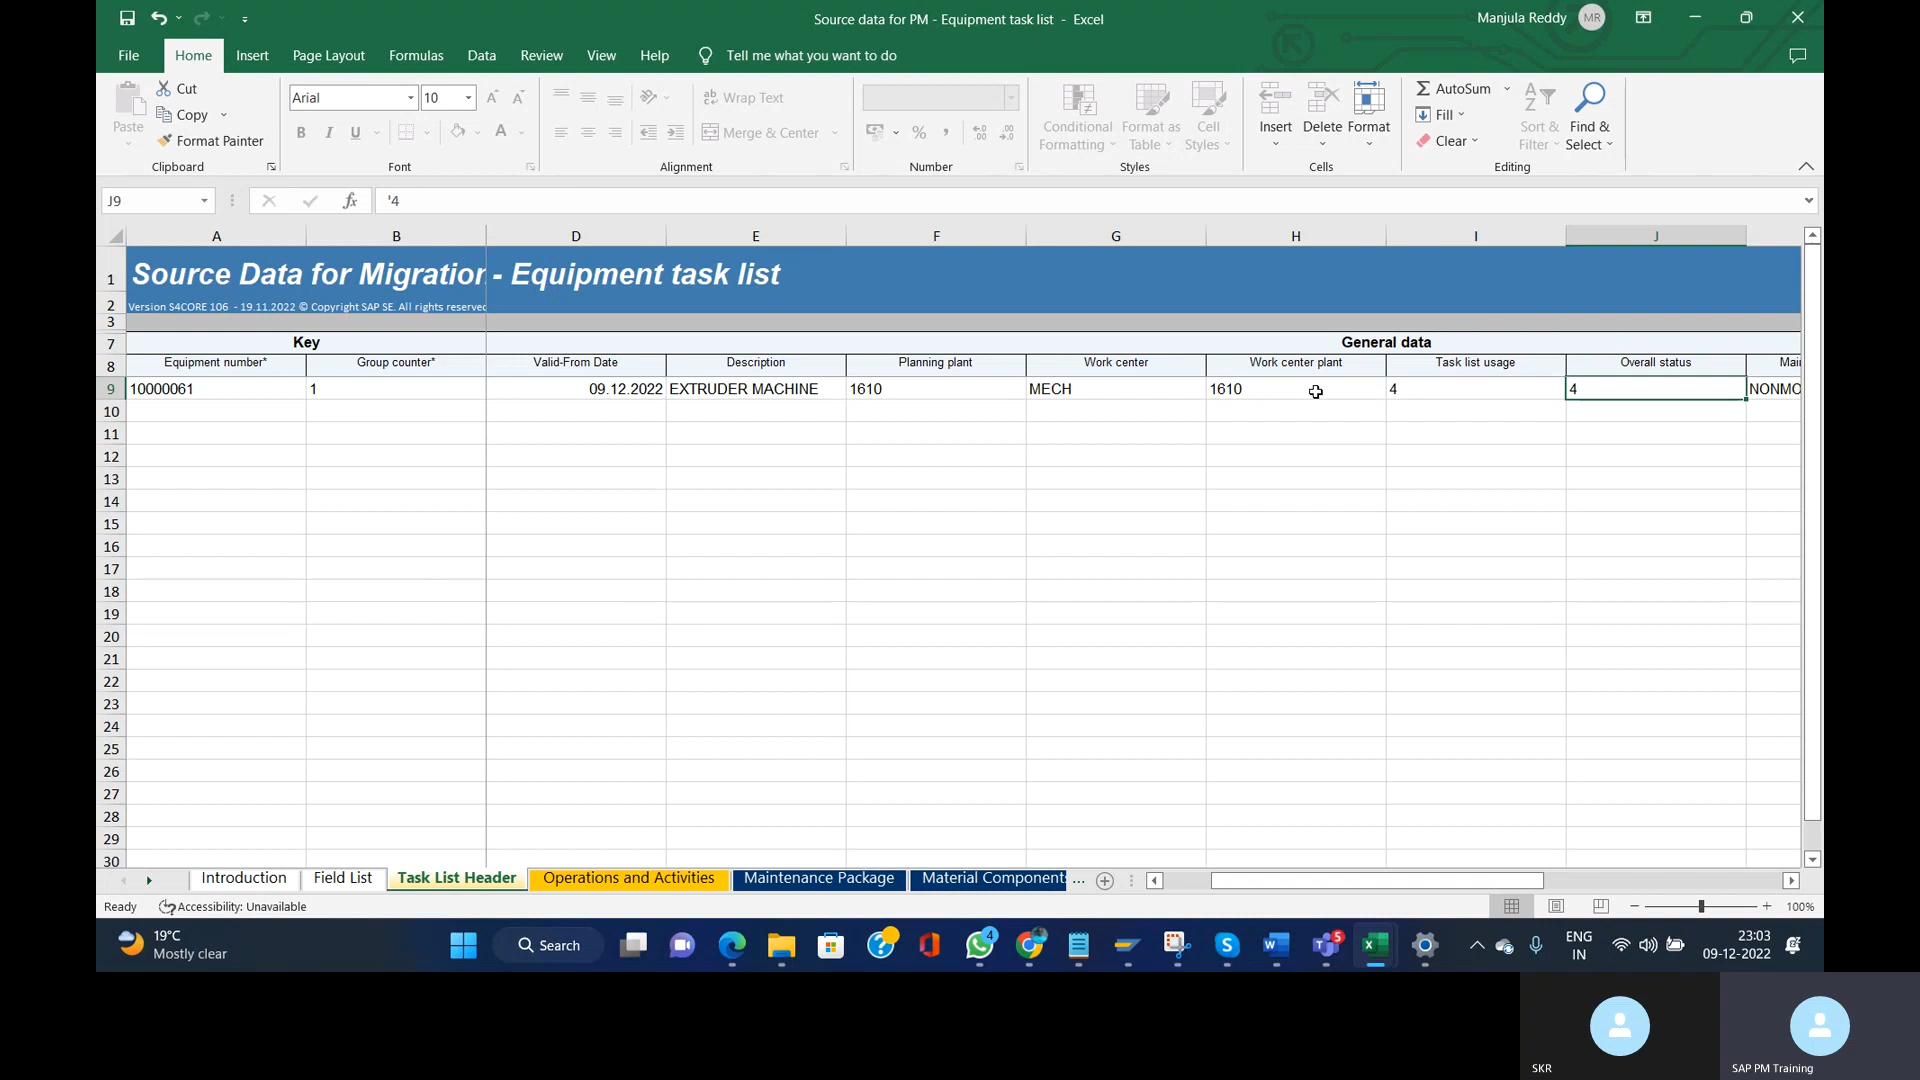 Source data for PM - Equipment task list - Excel
Manjula Reddy MR
File Home Insert Page Layout Formulas Data Review View Help Tell me what you want to do
Paste
Cut
Copy
Format Painter
Clipboard
Arial 10 A A
B I U A
Font
ab Wrap Text
Merge & Center
Alignment
% ,
Number
Conditional Formatting
Format as Table
Cell Styles
Styles
Insert Delete Format
Cells
AutoSum
Fill
Clear
Sort & Filter
Find & Select
Editing
J9 fx '4
A B D E F G H I J
1 Source Data for Migration - Equipment task list
2 Version S4CORE 106 - 19.11.2022 © Copyright SAP SE. All rights reserved
3
7 Key General data
8 Equipment number* Group counter* Valid-From Date Description Planning plant Work center Work center plant Task list usage Overall status Mai
9 10000061 1 09.12.2022 EXTRUDER MACHINE 1610 MECH 1610 4 4 NONMO
10
11
12
13
14
15
16
17
18
19
20
21
22
23
24
25
26
27
28
29
30
Introduction Field List Task List Header Operations and Activities Maintenance Package Material Component ...
Ready Accessibility: Unavailable 100%
19°C
Mostly clear
Search
4
5
ENG
IN
23:03
09-12-2022
SKR
SAP PM Training